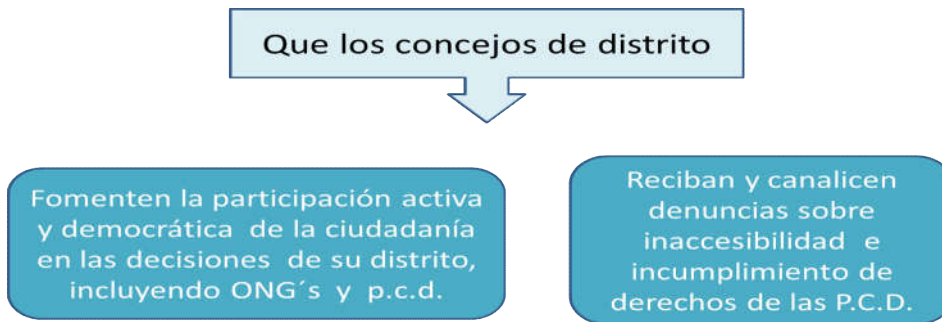 Que los concejos de distrito
Fomenten la participación activa
y democrática de la ciudadanía
en las decisiones de su distrito,
incluyendo ONG´s y p.c.d.
Reciban y canalicen
denuncias sobre
inaccesibilidad e
incumplimiento de
derechos de las P.C.D.